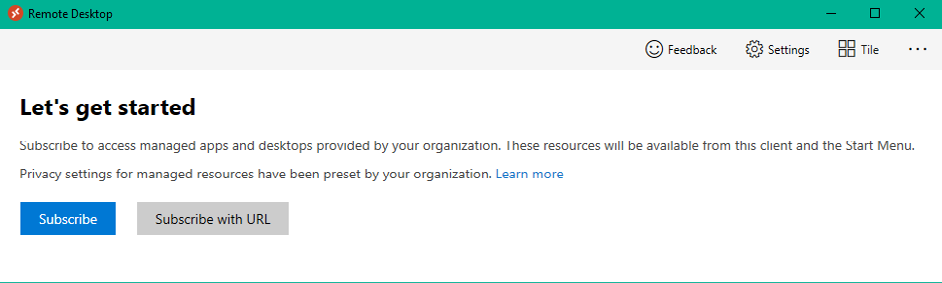 Remote Desktop
Feedback Settings Tile ···
Let's get started
Subscribe to access managed apps and desktops provided by your organization. These resources will be available from this client and the Start Menu.
Privacy settings for managed resources have been preset by your organization. Learn more
Subscribe Subscribe with URL